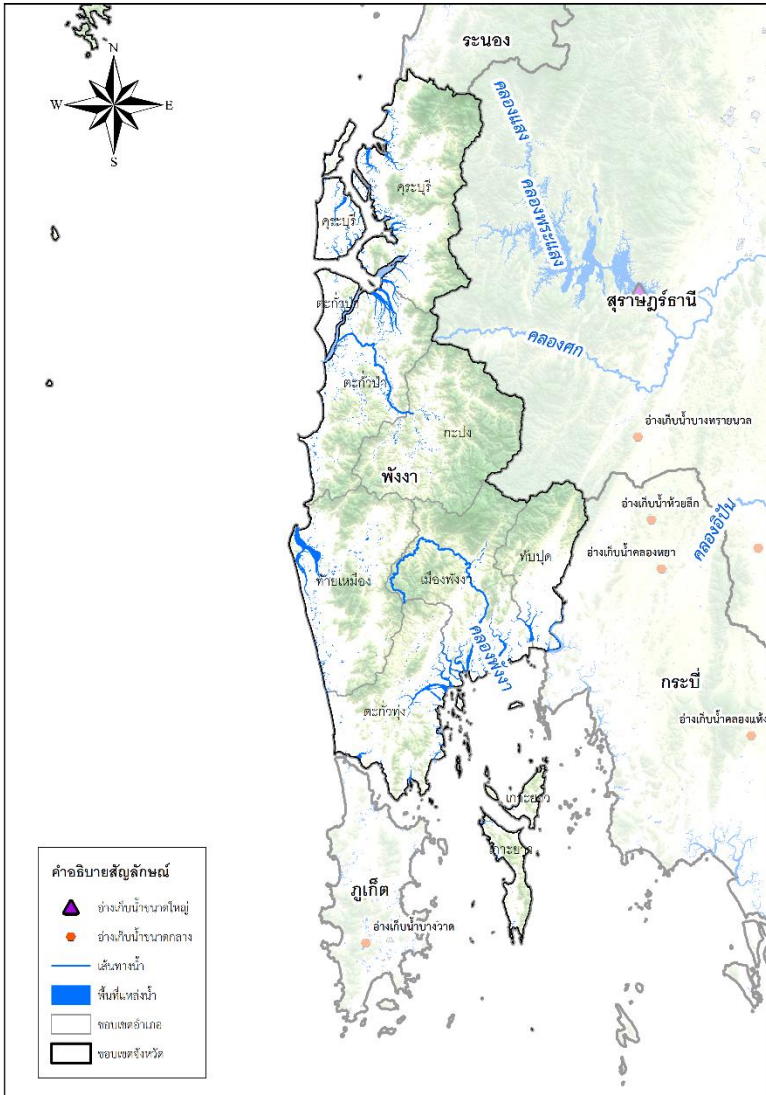 ระนอง
N
W
E
S
คลองแสง
คุระบุรี
คลองพระแสง
คุระบุรี
สุราษฎร์ธานี
ตะกั่วป่า
คลองศก
ตะกั่วป่า
อ่างเก็บน้ำบางทรายนวล
กะปง
พังงา
อ่างเก็บน้ำห้วยลึก
คลองอิปัน
อ่างเก็บน้ำคลองหยา
ทับปุด
ท้ายเหมือง
เมืองพังงา
คลองพังงา
กระบี่
ตะกั่วทุ่ง
อ่างเก็บน้ำคลองแห้ง
เกาะยาว
เกาะยาว
ภูเก็ต
อ่างเก็บน้ำบางวาด
คำอธิบายสัญลักษณ์
อ่างเก็บน้ำขนาดใหญ่
อ่างเก็บน้ำขนาดกลาง
เส้นทางน้ำ
พื้นที่แหล่งน้ำ
ขอบเขตอำเภอ
ขอบเขตจังหวัด